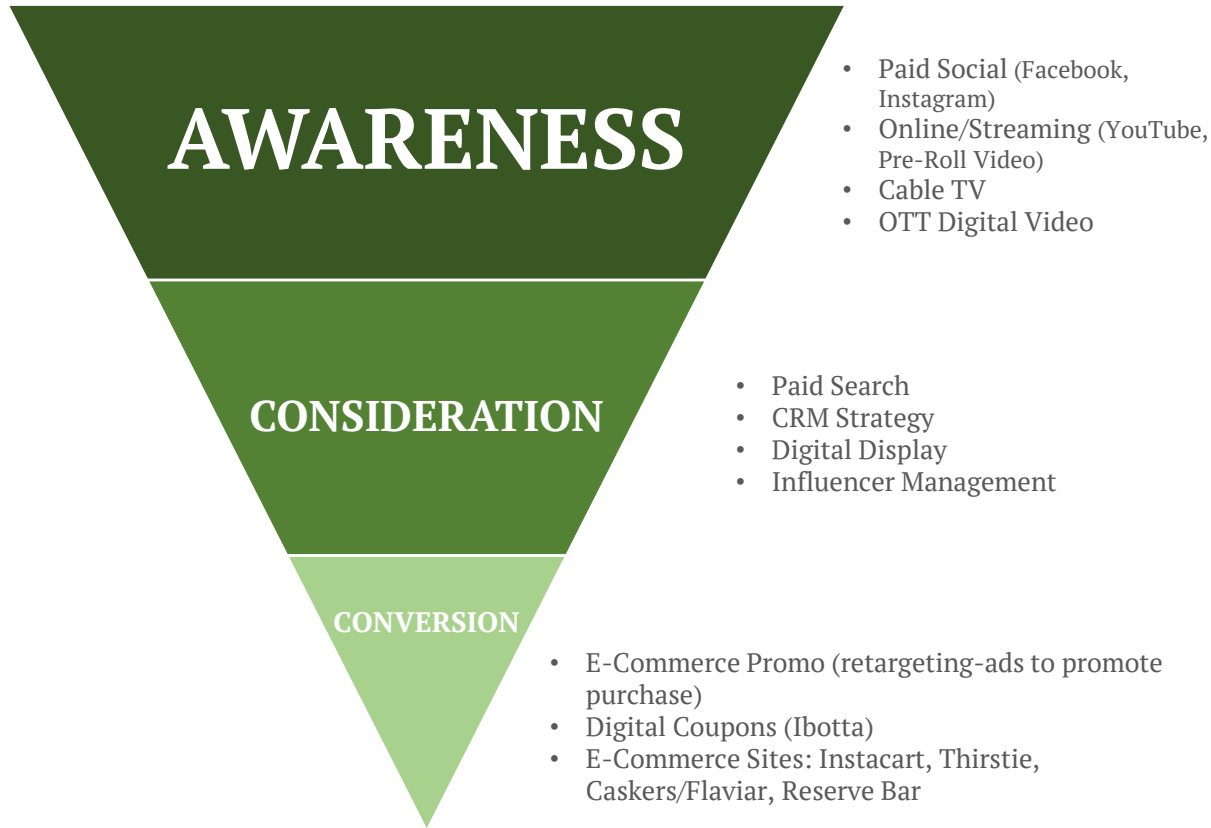 AWARENESS
• Paid Social (Facebook,
Instagram)
• Online/Streaming (YouTube,
Pre-Roll Video)
• Cable TV
• OTT Digital Video
CONSIDERATION
• Paid Search
• CRM Strategy
• Digital Display
• Influencer Management
CONVERSION
• E-Commerce Promo (retargeting-ads to promote
purchase)
• Digital Coupons (Ibotta)
• E-Commerce Sites: Instacart, Thirstie,
Caskers/Flaviar, Reserve Bar